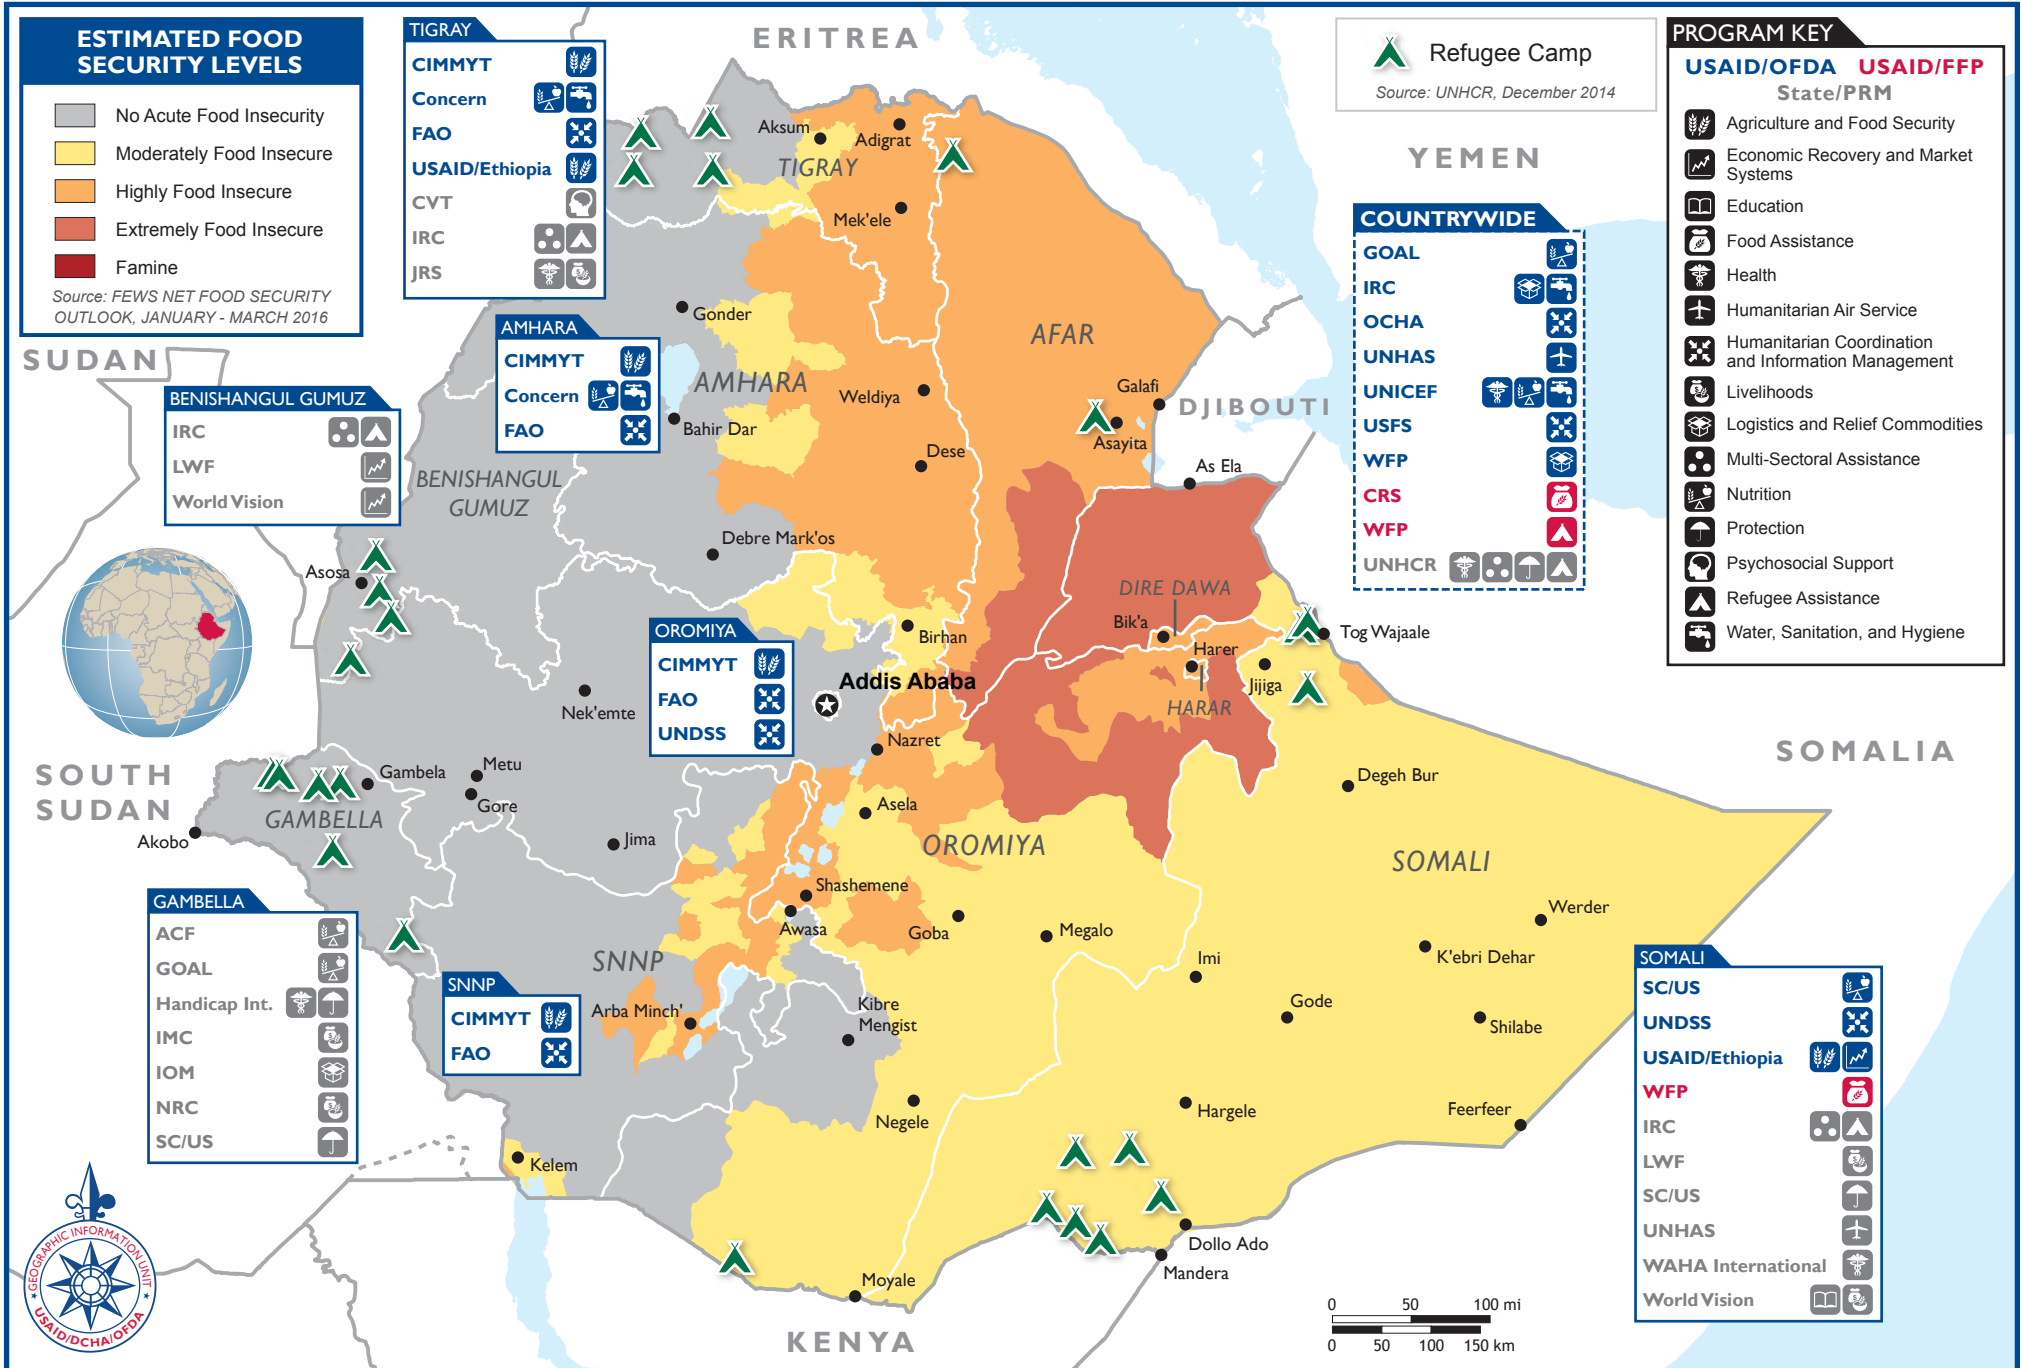 ESTIMATED FOOD
SECURITY LEVELS
No Acute Food Insecurity
Moderately Food Insecure
Highly Food Insecure
Extremely Food Insecure
Famine
Source: FEWS NET FOOD SECURITY
OUTLOOK, JANUARY - MARCH 2016
TIGRAY
CIMMYT
Concern
FAO
USAID/Ethiopia
CVT
IRC
JRS
AMHARA
CIMMYT
Concern
FAO
BENISHANGUL GUMUZ
IRC
LWF
World Vision
OROMIYA
CIMMYT
FAO
UNDSS
GAMBELLA
ACF
GOAL
Handicap Int.
IMC
IOM
NRC
SC/US
SNNP
CIMMYT
FAO
Refugee Camp
Source: UNHCR, December 2014
COUNTRYWIDE
GOAL
IRC
OCHA
UNHAS
UNICEF
USFS
WFP
CRS
WFP
UNHCR
PROGRAM KEY
USAID/OFDA USAID/FFP
State/PRM
Agriculture and Food Security
Economic Recovery and Market
Systems
Education
Food Assistance
Health
Humanitarian Air Service
Humanitarian Coordination
and Information Management
Livelihoods
Logistics and Relief Commodities
Multi-Sectoral Assistance
Nutrition
Protection
Psychosocial Support
Refugee Assistance
Water, Sanitation, and Hygiene
SOMALI
SC/US
UNDSS
USAID/Ethiopia
WFP
IRC
LWF
SC/US
UNHAS
WAHA International
World Vision
ERITREA
YEMEN
SUDAN
DJIBOUTI
SOUTH
SUDAN
SOMALIA
KENYA
TIGRAY
AFAR
AMHARA
BENISHANGUL
GUMUZ
DIRE DAWA
HARAR
GAMBELLA
OROMIYA
SOMALI
SNNP
Aksum
Adigrat
Mek'ele
Gonder
Weldiya
Galafi
Asayita
Bahir Dar
Dese
As Ela
Debre Mark'os
Asosa
Bik'a
Birhan
Harer
Tog Wajaale
Addis Ababa
Jijiga
Nek'emte
Nazret
Metu
Gambela
Gore
Degeh Bur
Asela
Akobo
Jima
Shashemene
Awasa
Goba
Megalo
Werder
K'ebri Dehar
Imi
Gode
Shilabe
Arba Minch'
Kibre
Mengist
Negele
Hargele
Feerfeer
Kelem
Dollo Ado
Mandera
Moyale
0 50 100 mi
0 50 100 150 km
GEOGRAPHIC INFORMATION UNIT
USAID/DCHA/OFDA